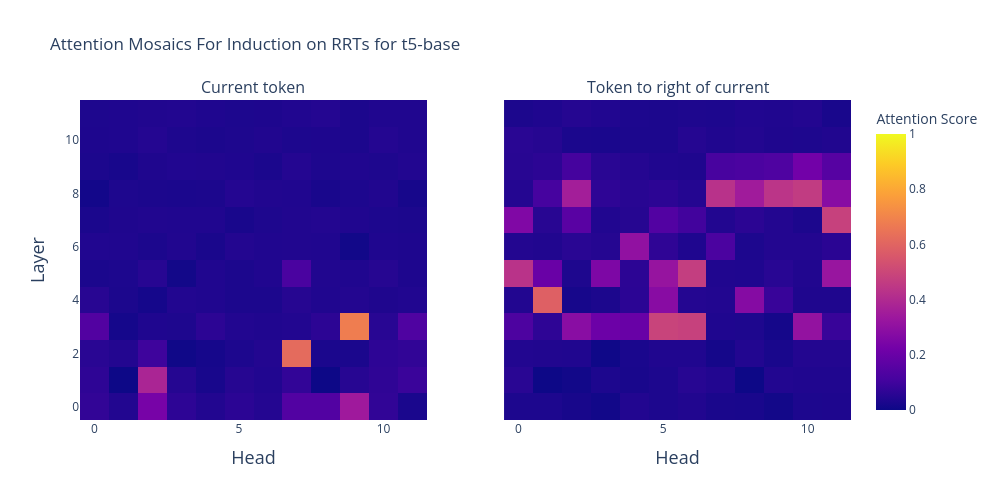 Attention Mosaics For Induction on RRTs for t5-base
Current token
Token to right of current
Attention Score
Layer
10
8
6
4
2
0
0 5 10
Head
0 5 10
Head
1
0.8
0.6
0.4
0.2
0